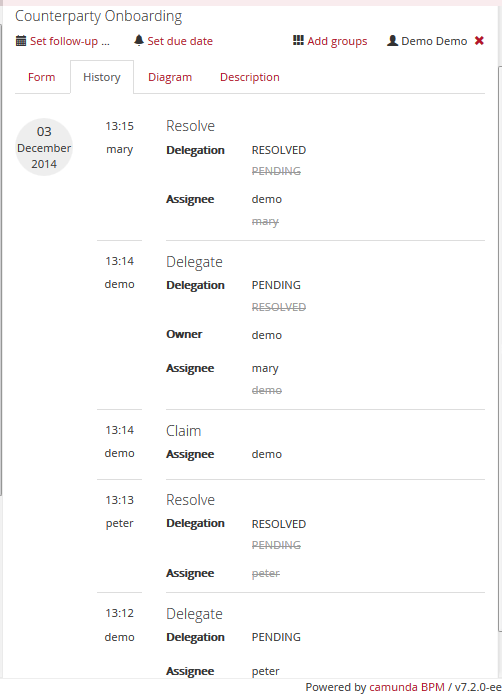 Counterparty Onboarding
Set follow-up ... Set due date Add groups Demo Demo
Form History Diagram Description
03
December
2014
13:15 Resolve
mary Delegation RESOLVED
PENDING
Assignee demo
mary
13:14 Delegate
demo Delegation PENDING
RESOLVED
Owner demo
Assignee mary
demo
13:14 Claim
demo Assignee demo
13:13 Resolve
peter Delegation RESOLVED
PENDING
Assignee peter
13:12 Delegate
demo Delegation PENDING
Assignee peter
Powered by camunda BPM / v7.2.0-ee